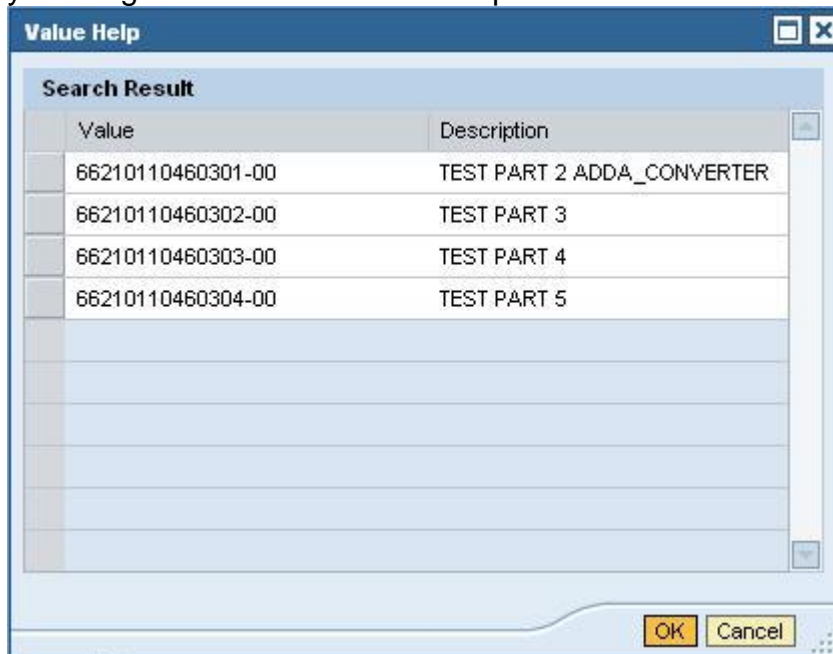 Value Help
Search Result
Value Description
66210110460301-00 TEST PART 2 ADDA_CONVERTER
66210110460302-00 TEST PART 3
66210110460303-00 TEST PART 4
66210110460304-00 TEST PART 5
OK Cancel